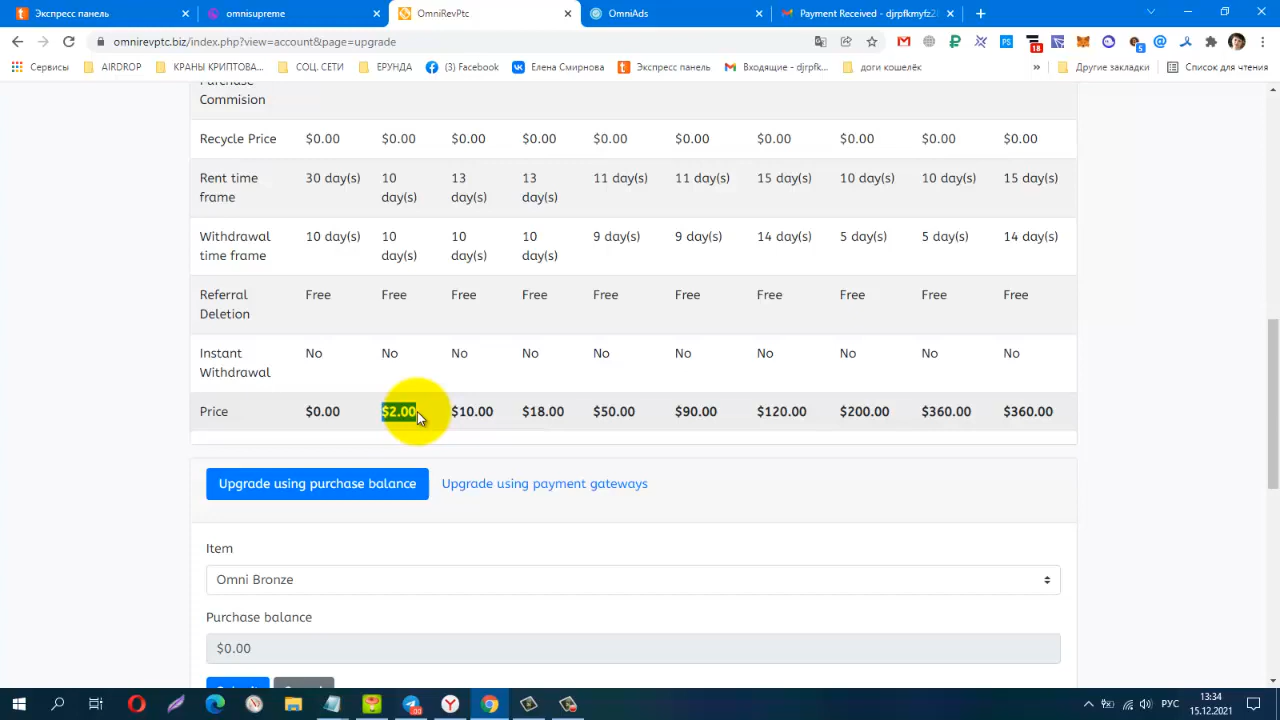 Экспресс панель
omnisupreme
OmniRevPtc
OmniAds
Payment Received - djrpfkmyfz2
omnirevptc.biz/index.php?view=account&page=upgrade
18
5
Сервисы
AIRDROP
КРАНЫ КРИПТОВА...
СОЦ. СЕТИ
ЕРУНДА
(3) Facebook
Елена Смирнова
Экспресс панель
Входящие - djrpfk...
доги кошелёк
»
Другие закладки
Список для чтения
Purchase
Commision
Recycle Price $0.00 $0.00 $0.00 $0.00 $0.00 $0.00 $0.00 $0.00 $0.00 $0.00
Rent time 30 day(s) 10 13 13 11 day(s) 11 day(s) 15 day(s) 10 day(s) 10 day(s) 15 day(s)
frame day(s) day(s) day(s)
Withdrawal 10 day(s) 10 10 10 9 day(s) 9 day(s) 14 day(s) 5 day(s) 5 day(s) 14 day(s)
time frame day(s) day(s) day(s)
Referral Free Free Free Free Free Free Free Free Free Free
Deletion
Instant No No No No No No No No No No
Withdrawal
Price $0.00 $2.00 $10.00 $18.00 $50.00 $90.00 $120.00 $200.00 $360.00 $360.00
Upgrade using purchase balance Upgrade using payment gateways
Item
Omni Bronze
Purchase balance
$0.00
РУС
13:34
15.12.2021